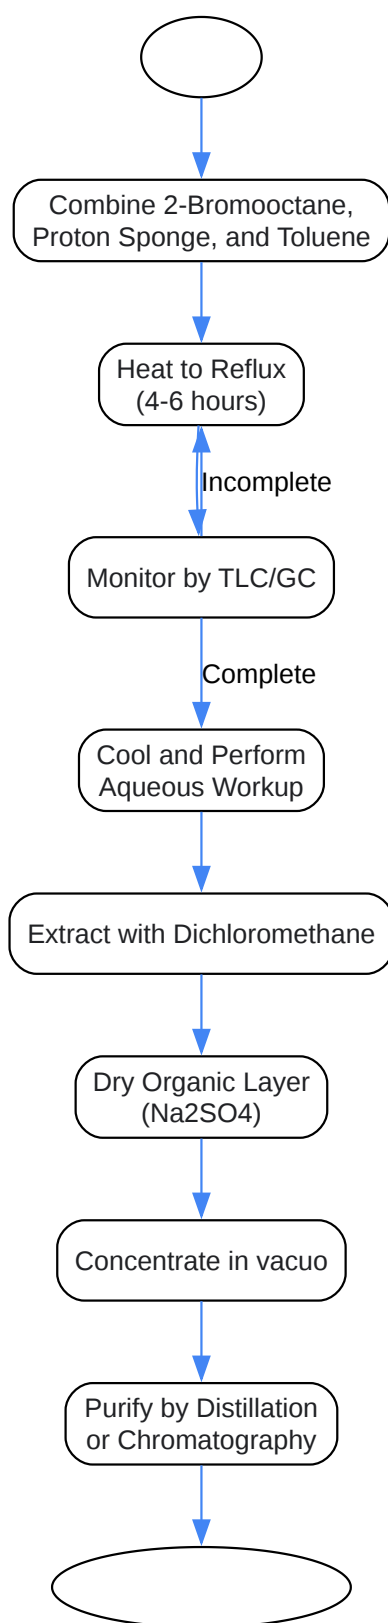 Combine 2-Bromooctane,
Proton Sponge, and Toluene
Heat to Reflux
(4-6 hours)
Incomplete
Monitor by TLC/GC
Complete
Cool and Perform
Aqueous Workup
Extract with Dichloromethane
Dry Organic Layer
(Na2SO4)
Concentrate in vacuo
Purify by Distillation
or Chromatography